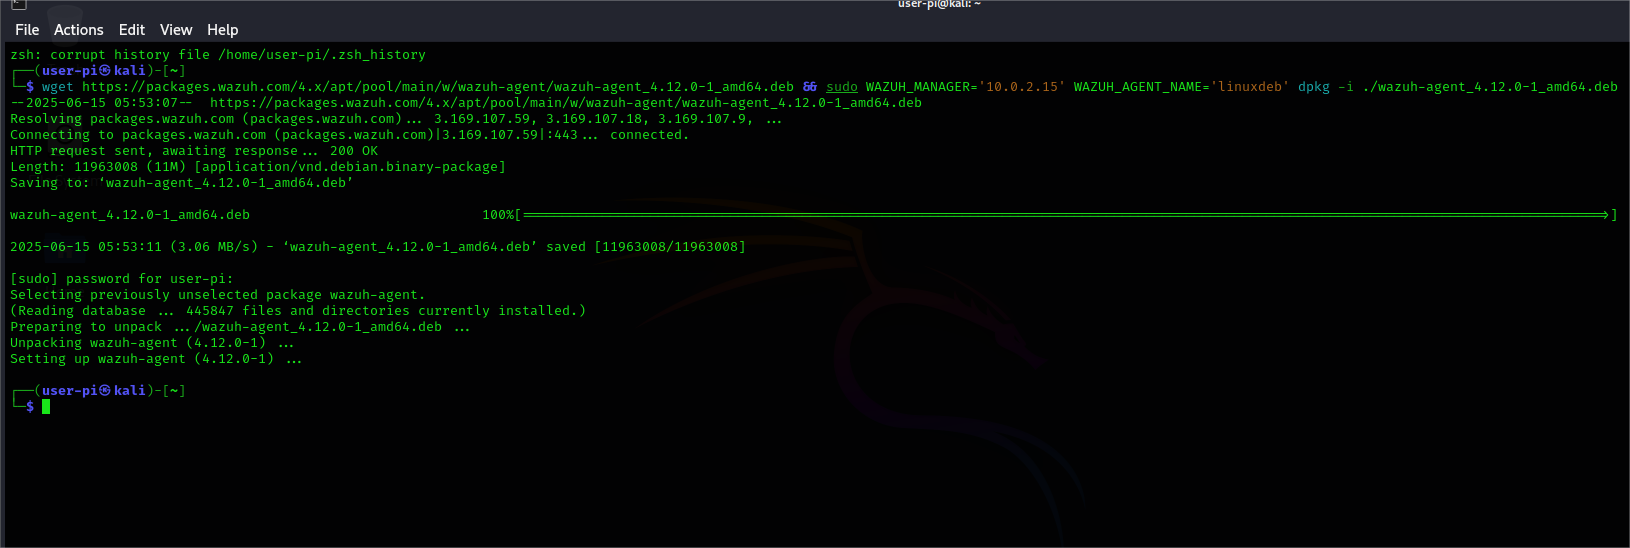 user-pi@kali: ~
File Actions Edit View Help
zsh: corrupt history file /home/user-pi/.zsh_history
┌──(user-pi㉿kali)-[~]
└─$ wget https://packages.wazuh.com/4.x/apt/pool/main/w/wazuh-agent/wazuh-agent_4.12.0-1_amd64.deb && sudo WAZUH_MANAGER='10.0.2.15' WAZUH_AGENT_NAME='linuxdeb' dpkg -i ./wazuh-agent_4.12.0-1_amd64.deb
--2025-06-15 05:53:07-- https://packages.wazuh.com/4.x/apt/pool/main/w/wazuh-agent/wazuh-agent_4.12.0-1_amd64.deb
Resolving packages.wazuh.com (packages.wazuh.com)... 3.169.107.59, 3.169.107.18, 3.169.107.9, ...
Connecting to packages.wazuh.com (packages.wazuh.com)|3.169.107.59|:443... connected.
HTTP request sent, awaiting response... 200 OK
Length: 11963008 (11M) [application/vnd.debian.binary-package]
Saving to: ‘wazuh-agent_4.12.0-1_amd64.deb’
wazuh-agent_4.12.0-1_amd64.deb 100%[===================>]
2025-06-15 05:53:11 (3.06 MB/s) - ‘wazuh-agent_4.12.0-1_amd64.deb’ saved [11963008/11963008]
[sudo] password for user-pi:
Selecting previously unselected package wazuh-agent.
(Reading database ... 445847 files and directories currently installed.)
Preparing to unpack .../wazuh-agent_4.12.0-1_amd64.deb ...
Unpacking wazuh-agent (4.12.0-1) ...
Setting up wazuh-agent (4.12.0-1) ...
┌──(user-pi㉿kali)-[~]
└─$